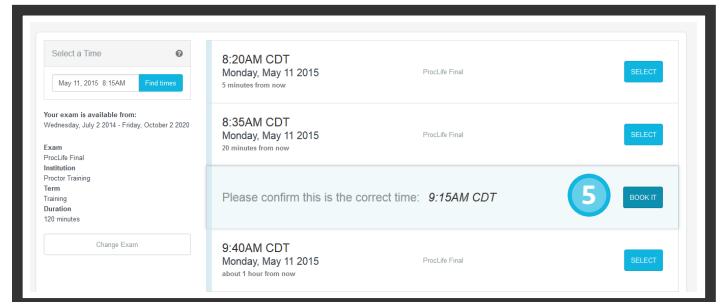 Select a Time ?
May 11, 2015 8:15AM Find times
Your exam is available from:
Wednesday, July 2 2014 - Friday, October 2 2020
Exam
ProcLife Final
Institution
Proctor Training
Term
Training
Duration
120 minutes
Change Exam
8:20AM CDT
Monday, May 11 2015
5 minutes from now
ProcLife Final
SELECT
8:35AM CDT
Monday, May 11 2015
20 minutes from now
ProcLife Final
SELECT
Please confirm this is the correct time: 9:15AM CDT
5
BOOK IT
9:40AM CDT
Monday, May 11 2015
about 1 hour from now
ProcLife Final
SELECT